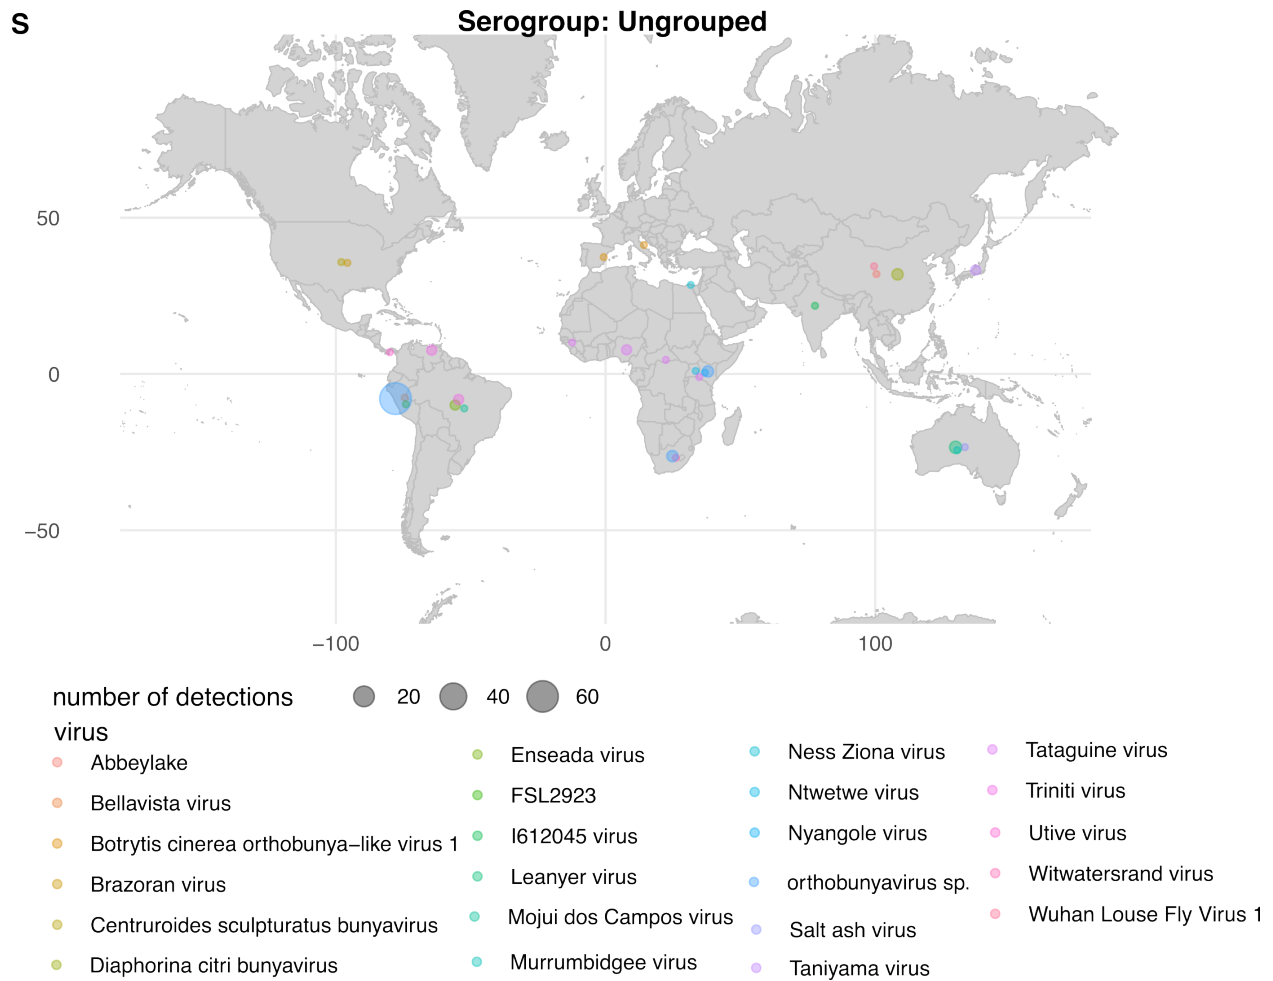 S
Serogroup: Ungrouped
50
0
−50
−100 0 100
number of detections 20 40 60
virus
Abbeylake
Bellavista virus
Botrytis cinerea orthobunya−like virus 1
Brazoran virus
Centruroides sculpturatus bunyavirus
Diaphorina citri bunyavirus
Enseada virus
FSL2923
I612045 virus
Leanyer virus
Mojui dos Campos virus
Murrumbidgee virus
Ness Ziona virus
Ntwetwe virus
Nyangole virus
orthobunyavirus sp.
Salt ash virus
Taniyama virus
Tataguine virus
Triniti virus
Utive virus
Witwatersrand virus
Wuhan Louse Fly Virus 1